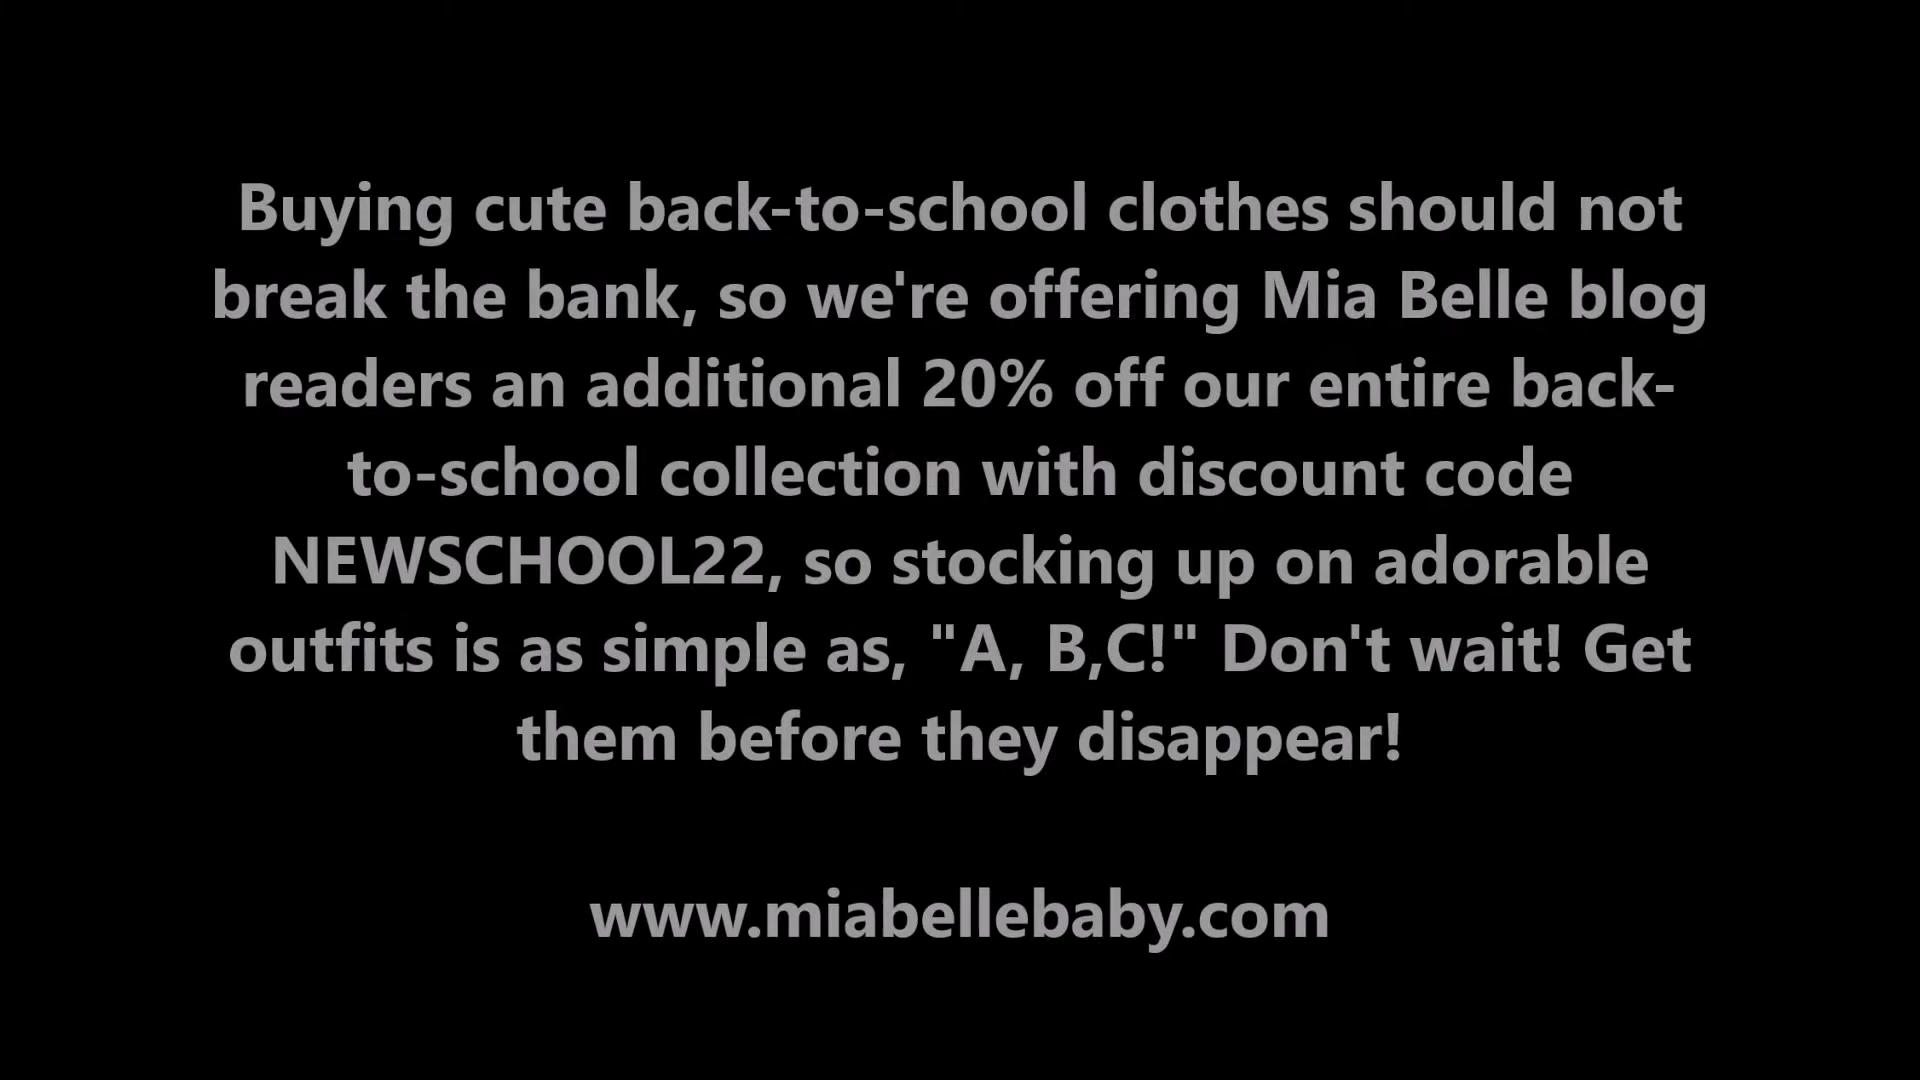 Buying cute back-to-school clothes should not
break the bank, so we're offering Mia Belle blog
readers an additional 20% off our entire back-
to-school collection with discount code
NEWSCHOOL22, so stocking up on adorable
outfits is as simple as, "A, B,C!" Don't wait! Get
them before they disappear!
www.miabellebaby.com